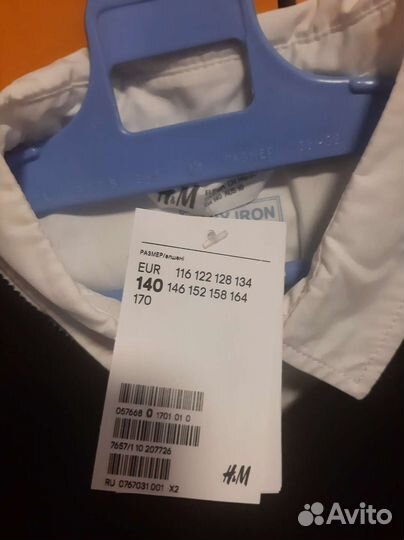 H&M
IRON
РАЗМЕР/өлшемі
EUR 116 122 128 134
140 146 152 158 164
170
057668 0 1701 01 0
7657/1 10 207726
H&M
RU 0767031 001 X2
Avito